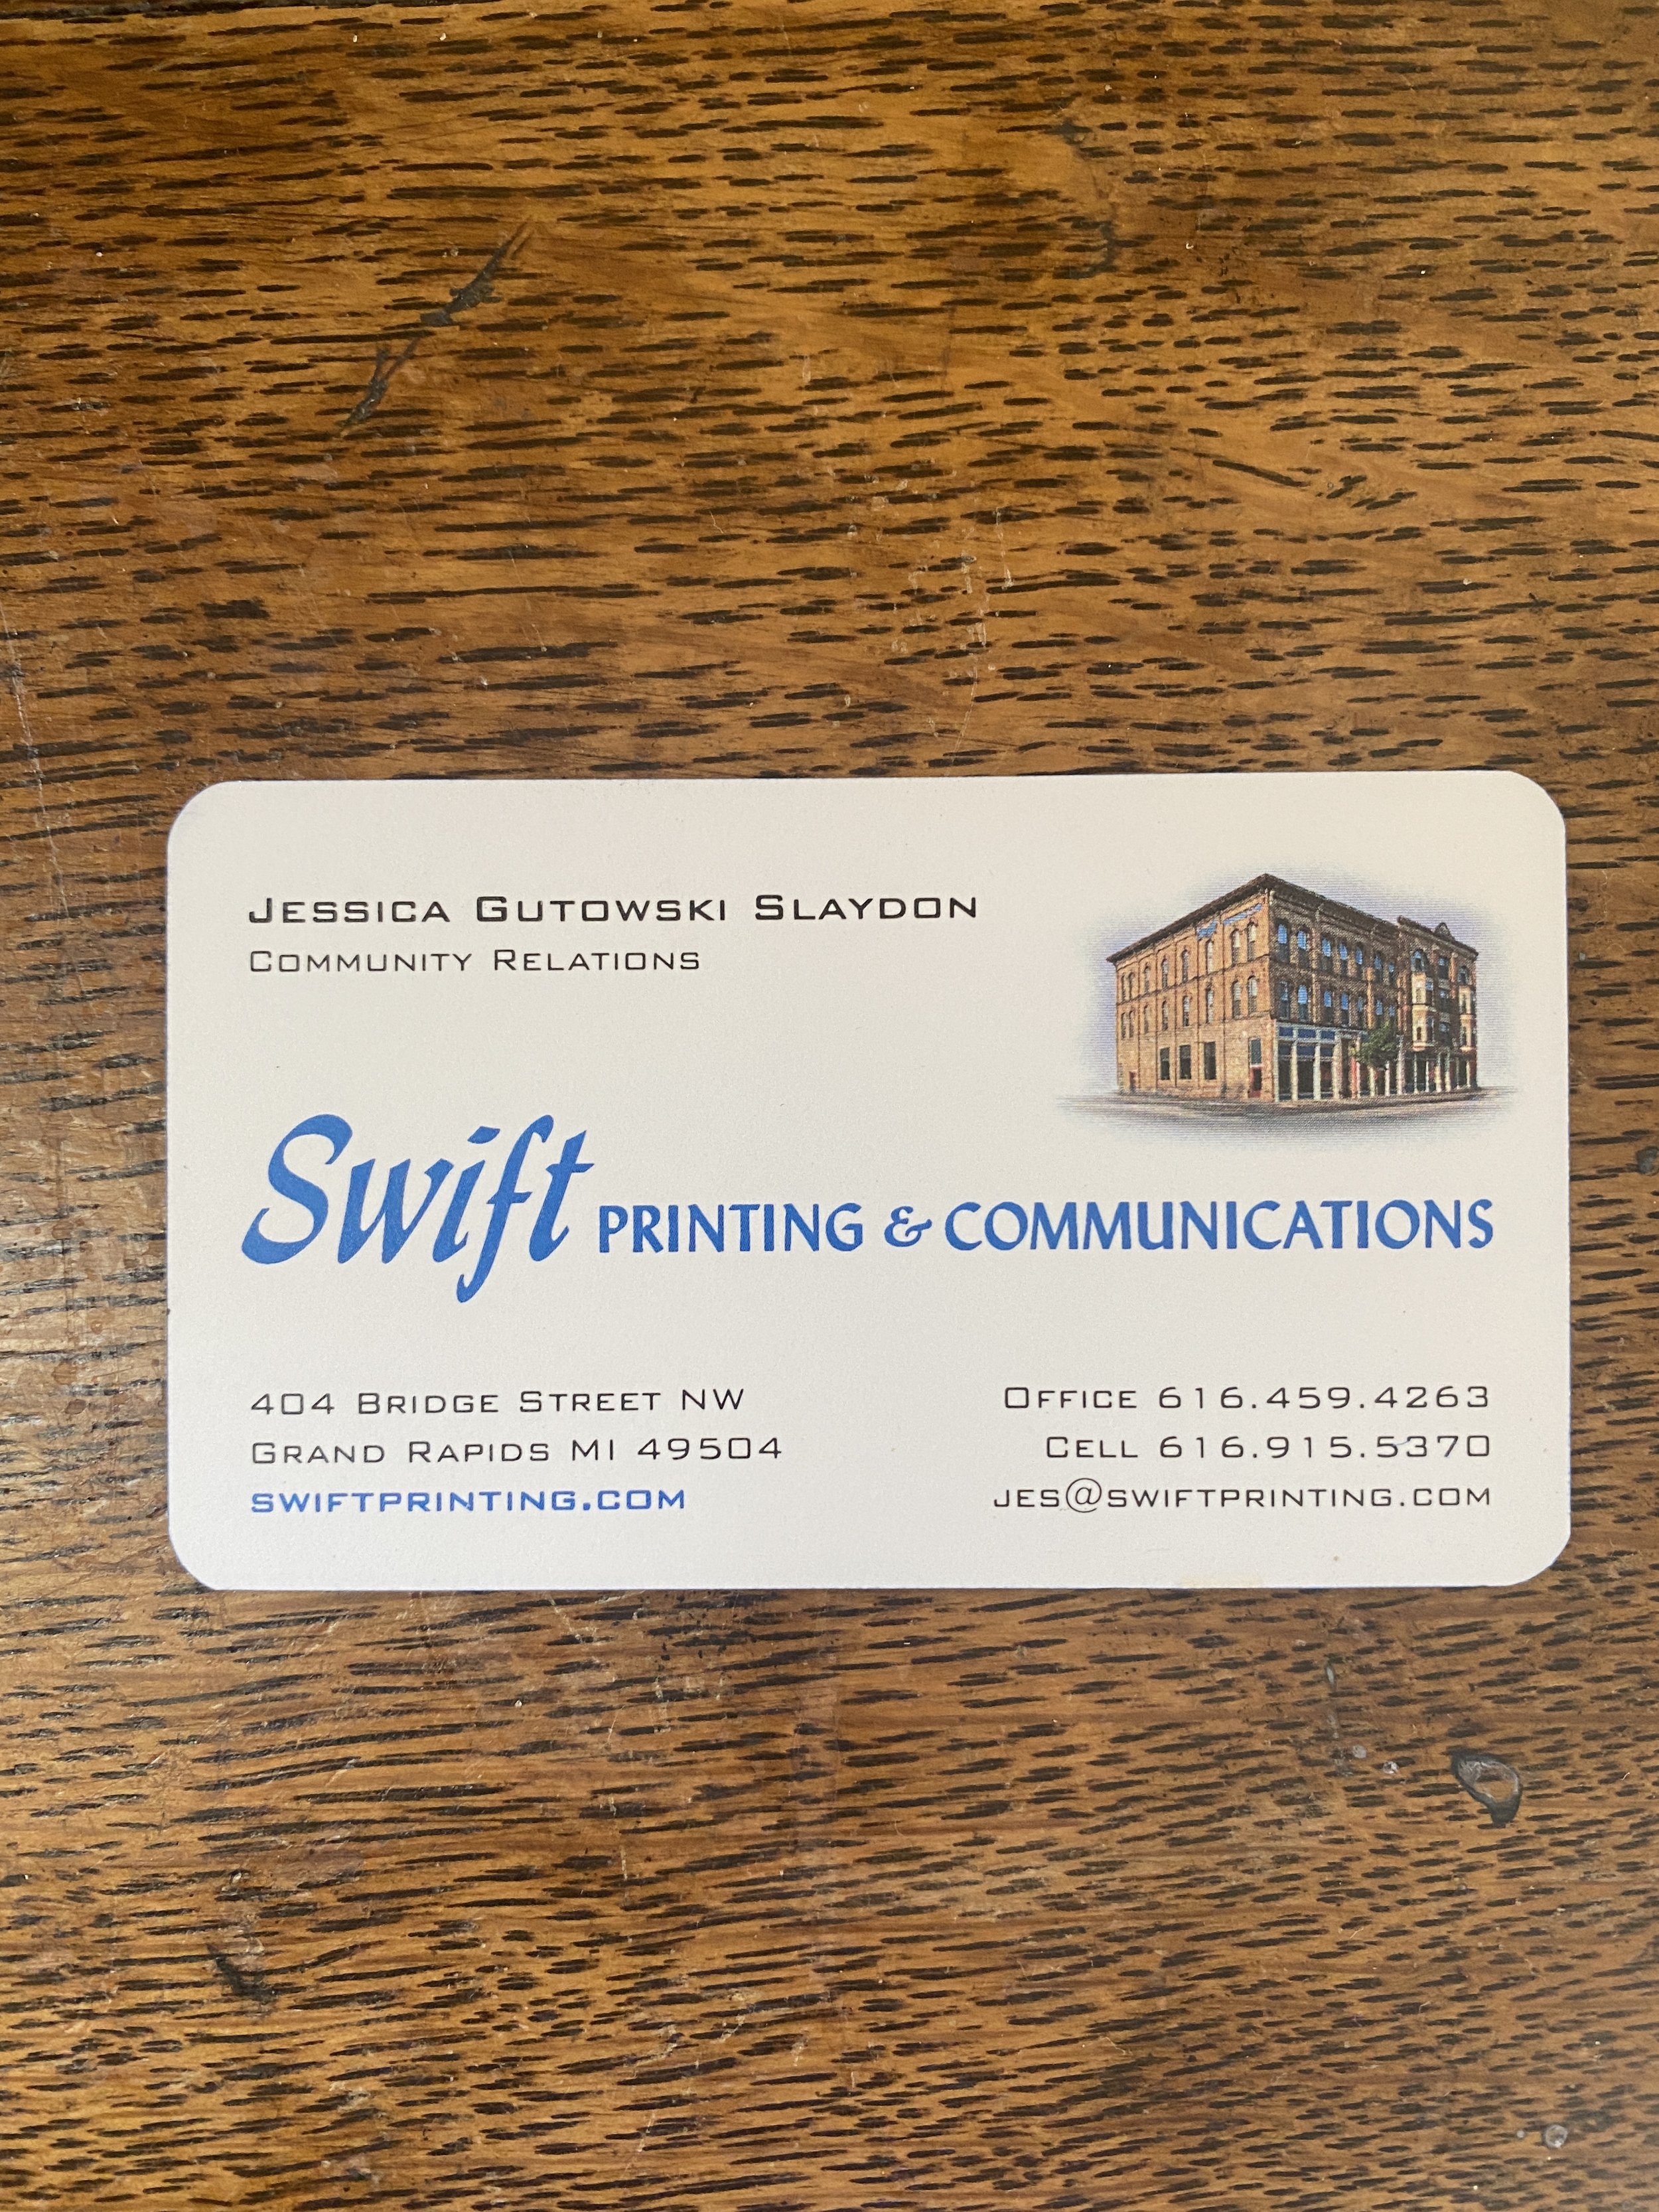 Jessica Gutowski Slaydon
Community Relations
Swift PRINTING & COMMUNICATIONS
404 Bridge Street NW
Grand Rapids MI 49504
swiftprinting.com
Office 616.459.4263
Cell 616.915.5370
jes@swiftprinting.com